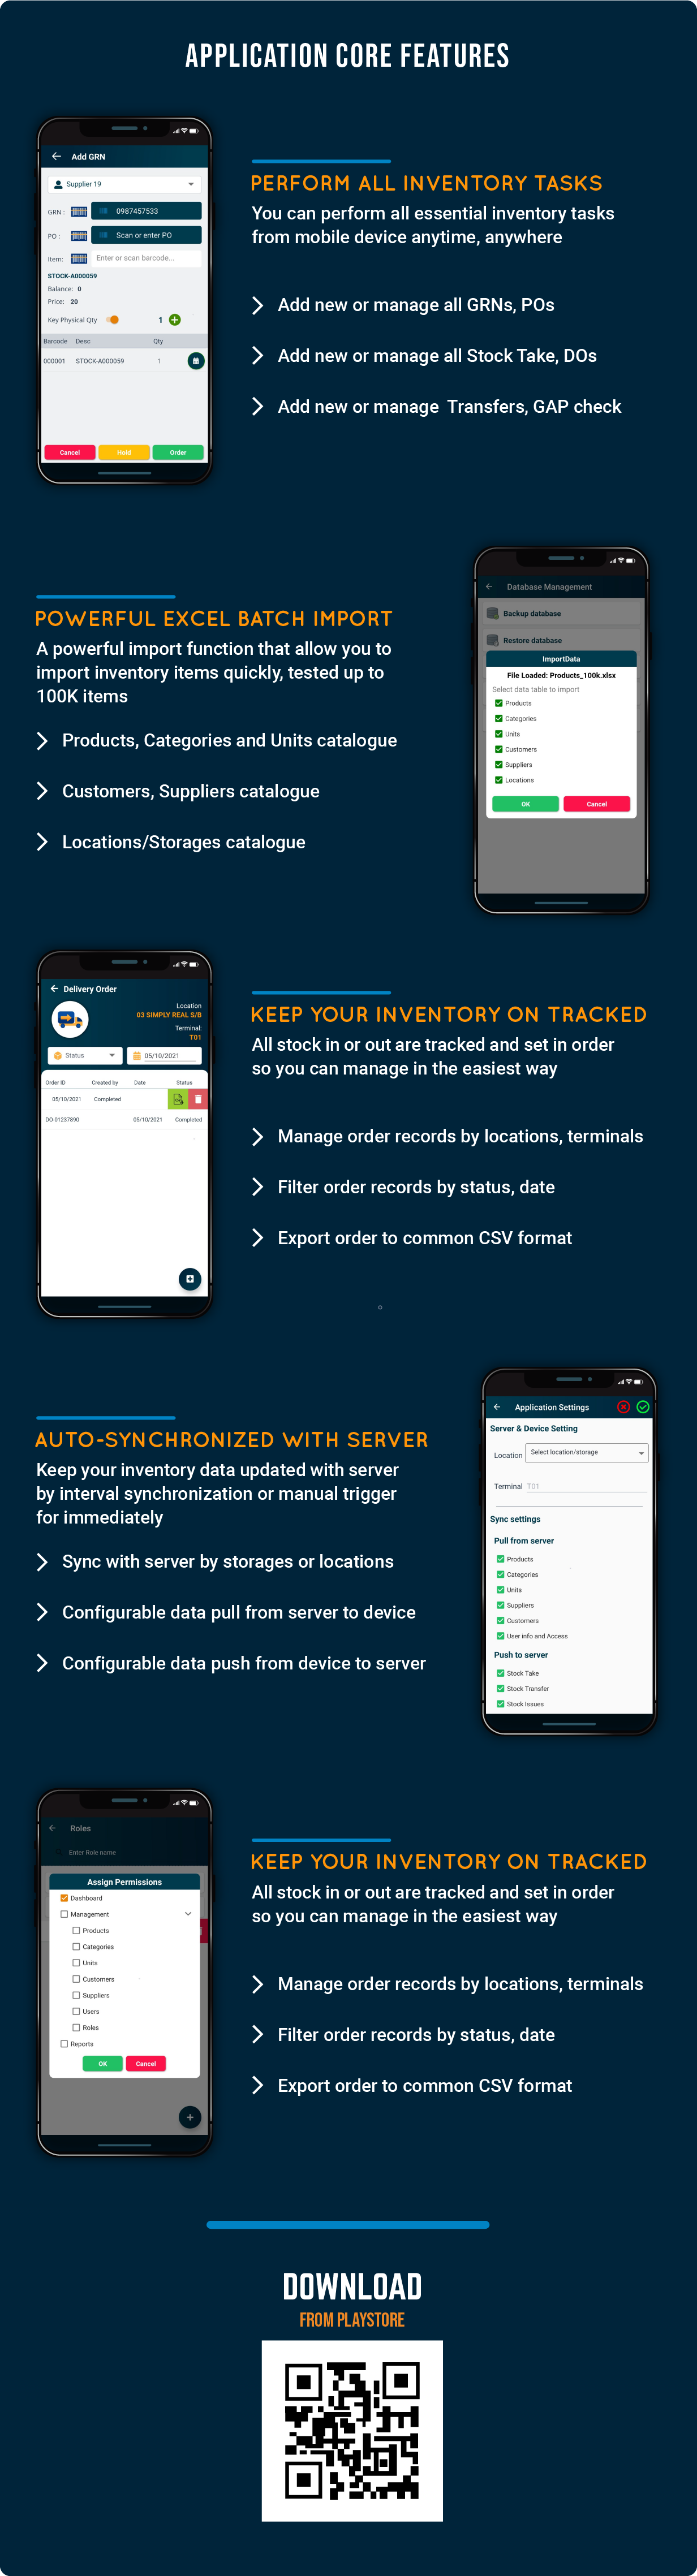 APPLICATION CORE FEATURES
Add GRN
Supplier 19
GRN :
0987457533
PO :
Scan or enter PO
Item:
Enter or scan barcode...
STOCK-A000059
Balance: 0
Price: 20
Key Physical Qty
1
Barcode Desc Qty
000001 STOCK-A000059 1
Cancel Hold Order
PERFORM ALL INVENTORY TASKS
You can perform all essential inventory tasks
from mobile device anytime, anywhere
Add new or manage all GRNs, POs
Add new or manage all Stock Take, DOs
Add new or manage Transfers, GAP check
POWERFUL EXCEL BATCH IMPORT
A powerful import function that allow you to
import inventory items quickly, tested up to
100K items
Products, Categories and Units catalogue
Customers, Suppliers catalogue
Locations/Storages catalogue
Database Management
Backup database
Restore database
ImportData
File Loaded: Products_100k.xlsx
Select data table to import
Products
Categories
Units
Customers
Suppliers
Locations
OK Cancel
Delivery Order
Location
03 SIMPLY REAL S/B
Terminal:
T01
Status
05/10/2021
Order ID Created by Date Status
05/10/2021 Completed
DO-01237890 05/10/2021 Completed
KEEP YOUR INVENTORY ON TRACKED
All stock in or out are tracked and set in order
so you can manage in the easiest way
Manage order records by locations, terminals
Filter order records by status, date
Export order to common CSV format
AUTO-SYNCHRONIZED WITH SERVER
Keep your inventory data updated with server
by interval synchronization or manual trigger
for immediately
Sync with server by storages or locations
Configurable data pull from server to device
Configurable data push from device to server
Application Settings
Server & Device Setting
Location Select location/storage
Terminal T01
Sync settings
Pull from server
Products
Categories
Units
Suppliers
Customers
User info and Access
Push to server
Stock Take
Stock Transfer
Stock Issues
Roles
Enter Role name
Assign Permissions
Dashboard
Management
Products
Categories
Units
Customers
Suppliers
Users
Roles
Reports
OK Cancel
KEEP YOUR INVENTORY ON TRACKED
All stock in or out are tracked and set in order
so you can manage in the easiest way
Manage order records by locations, terminals
Filter order records by status, date
Export order to common CSV format
DOWNLOAD
FROM PLAYSTORE